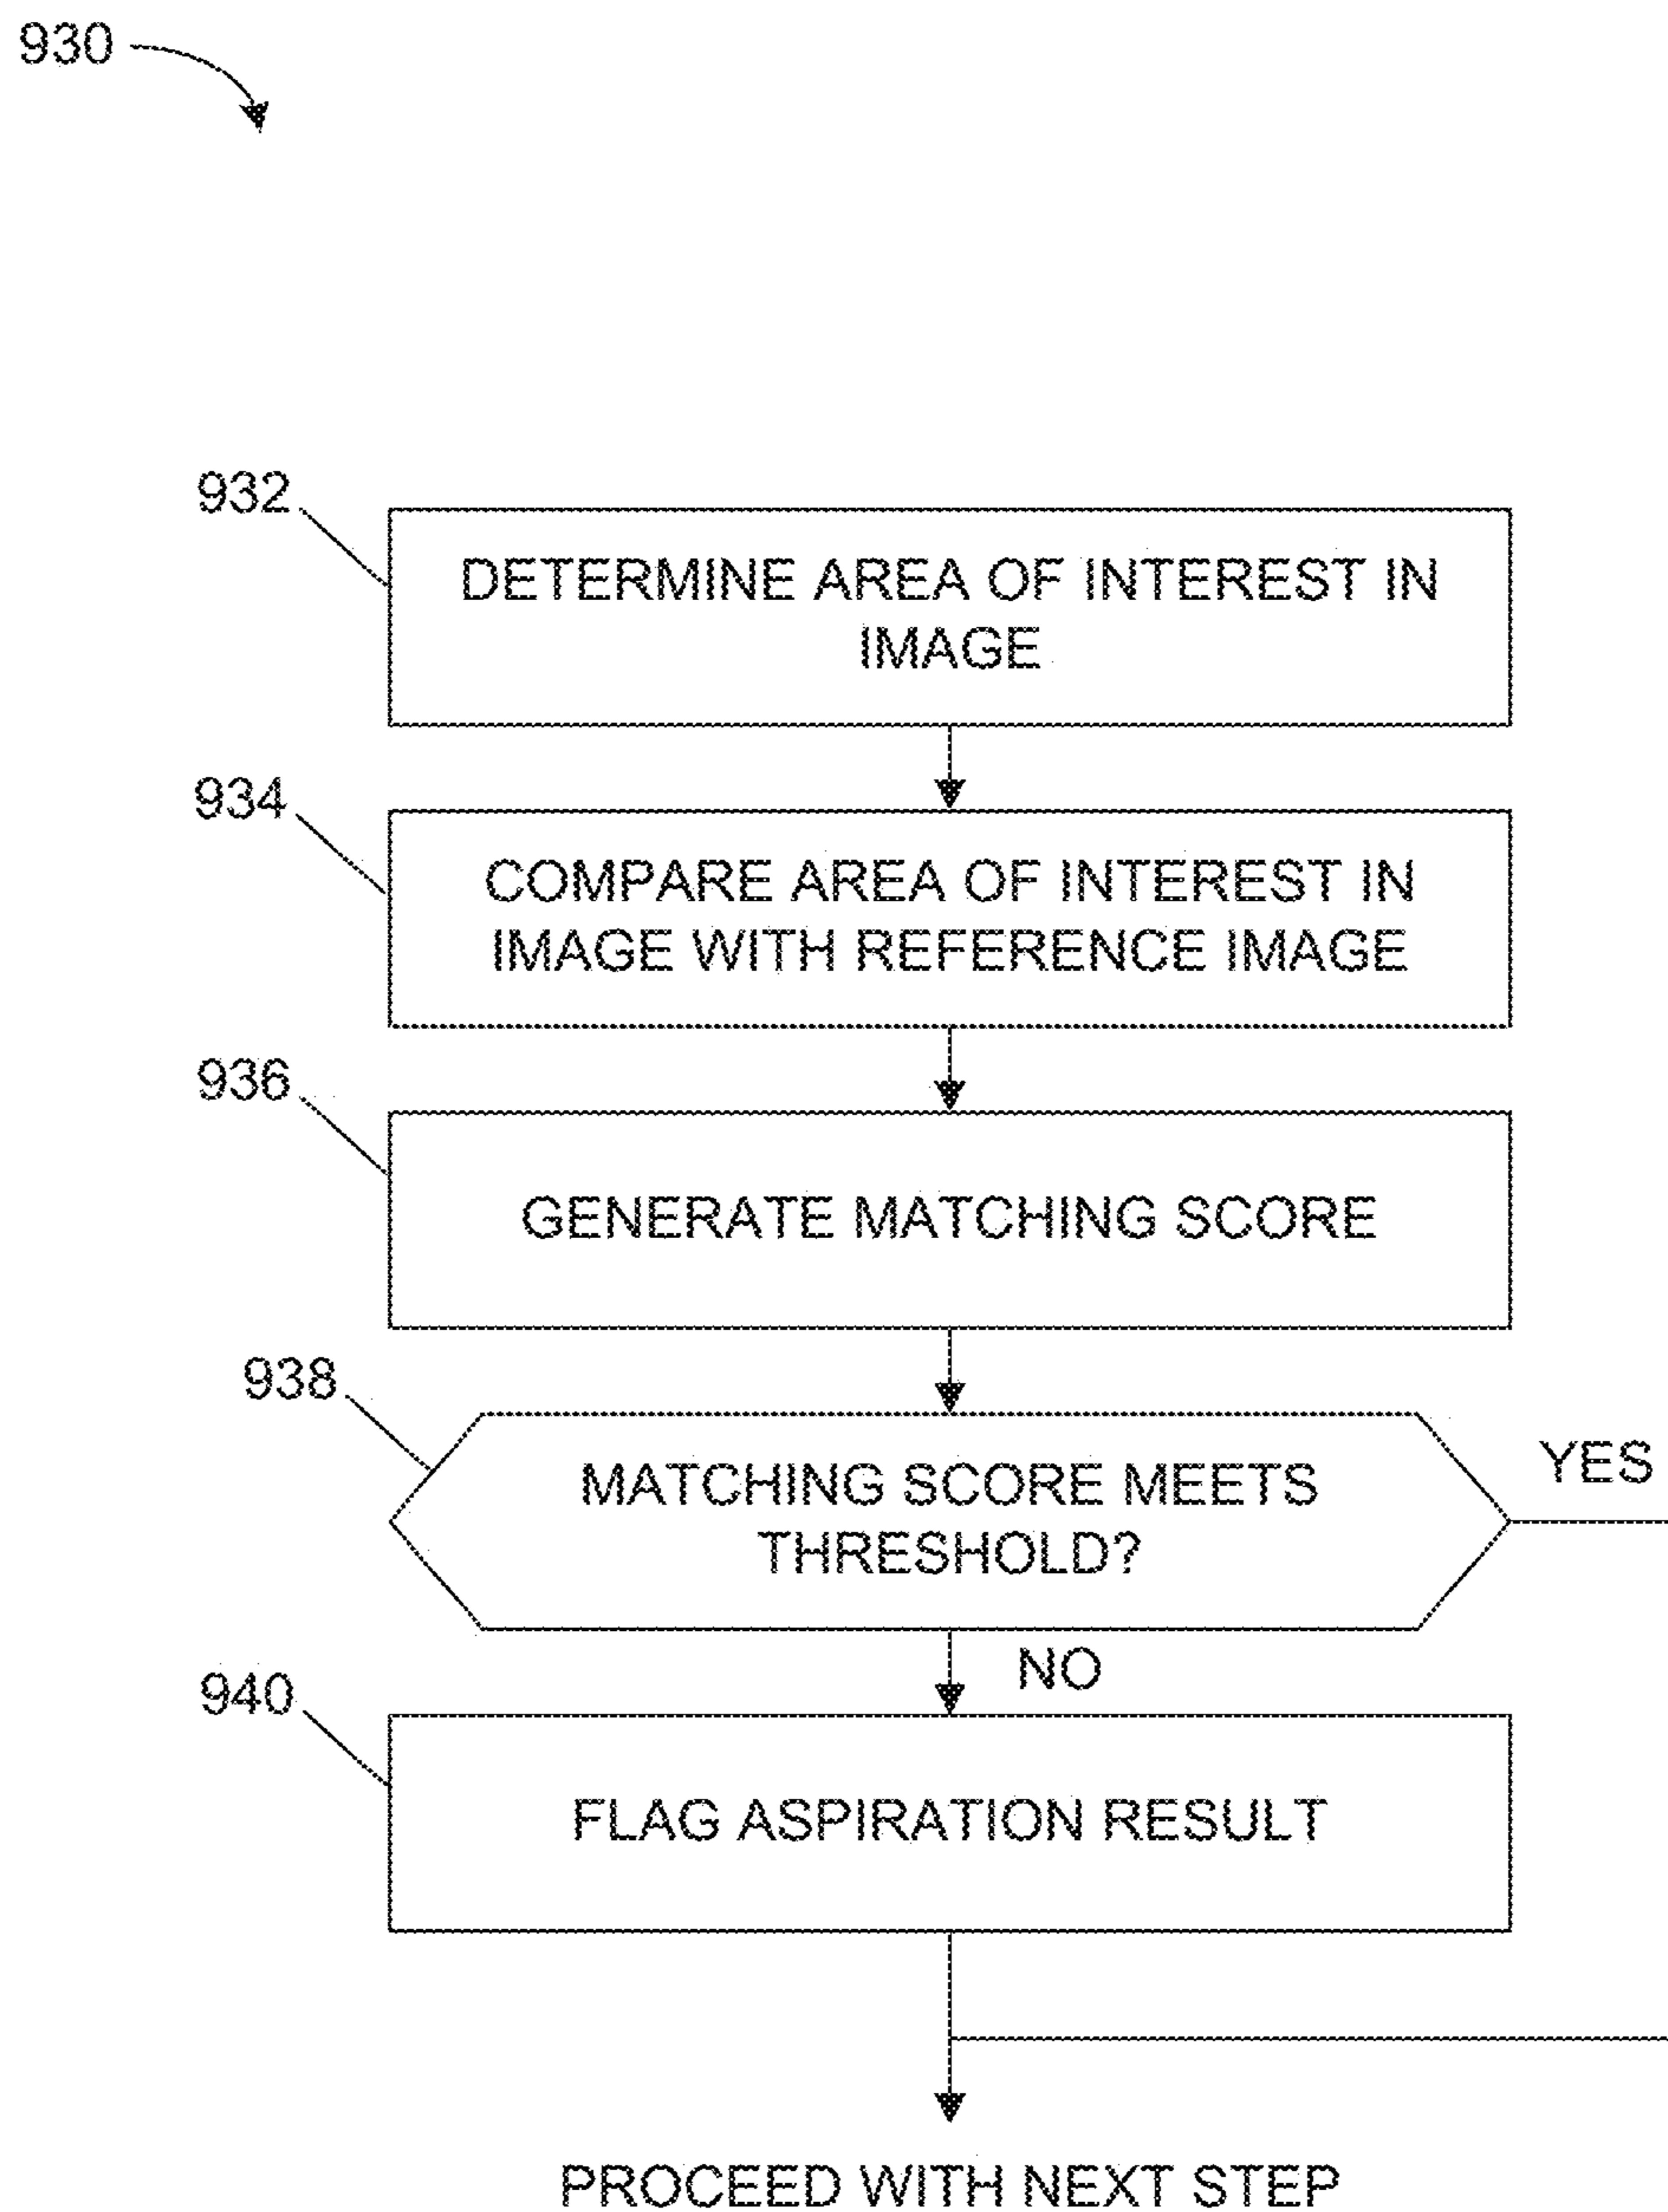 930
932
DETERMINE AREA OF INTEREST IN
IMAGE
934
COMPARE AREA OF INTEREST IN
IMAGE WITH REFERENCE IMAGE
936
GENERATE MATCHING SCORE
938
MATCHING SCORE MEETS
THRESHOLD?
YES
NO
940
FLAG ASPIRATION RESULT
PROCEED WITH NEXT STEP